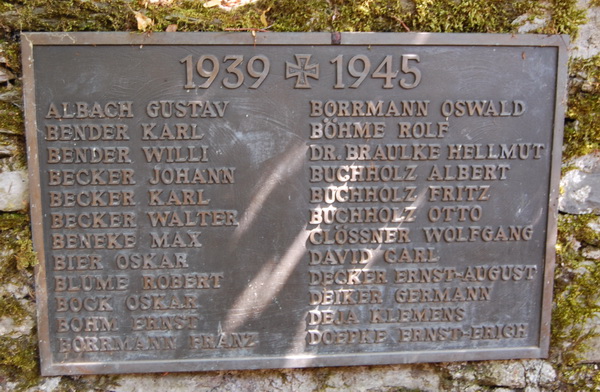 1939 1945
ALBACH GUSTAV
BENDER KARL
BENDER WILLI
BECKER JOHANN
BECKER KARL
BECKER WALTER
BENEKE MAX
BIER OSKAR
BLUME ROBERT
BOCK OSKAR
BOHM ERNST
BORRMANN FRANZ
BORRMANN OSWALD
BÖHME ROLF
DR. BRAULKE HELLMUT
BUCHHOLZ ALBERT
BUCHHOLZ FRITZ
BUCHHOLZ OTTO
CLÖSSNER WOLFGANG
DAVID CARL
DECKER ERNST-AUGUST
DEIKER GERMANN
DEJA KLEMENS
DOEPKE ERNST-ERICH